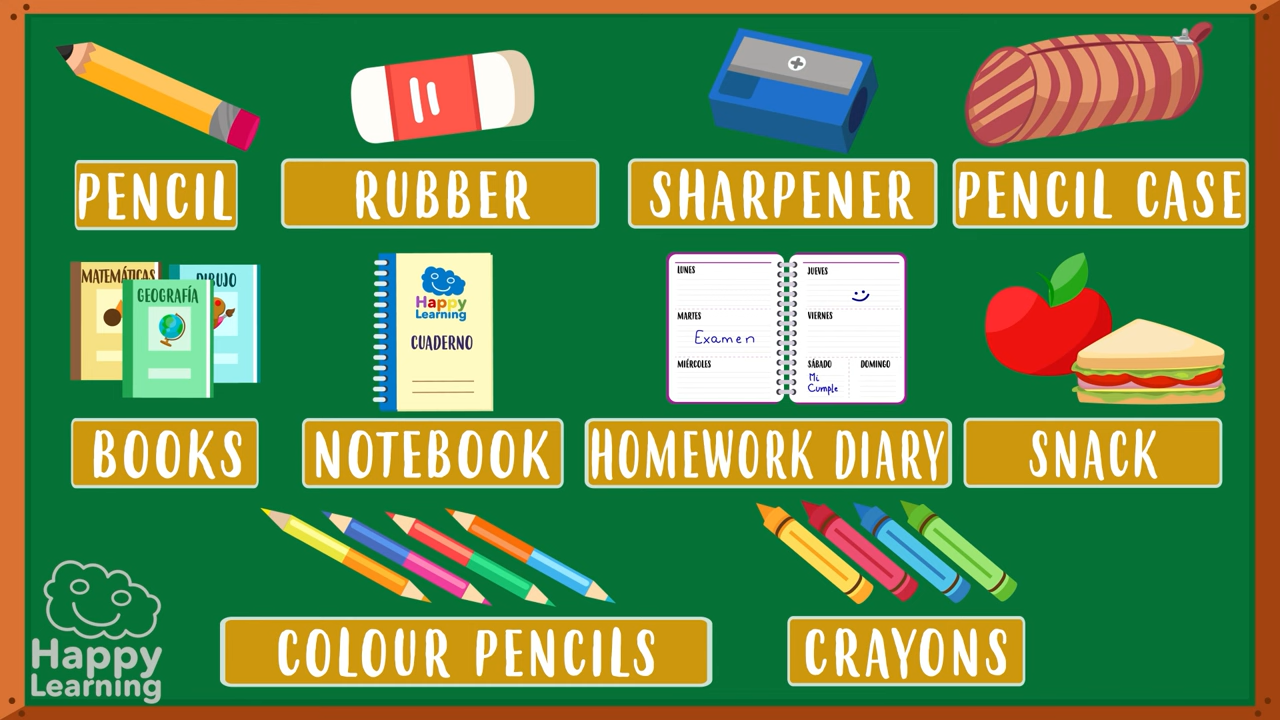 PENCIL
RUBBER
SHARPENER
PENCIL CASE
MATEMÁTICAS
DIBUJO
GEOGRAFÍA
Happy
Learning
CUADERNO
LUNES
MARTES
Examen
MIÉRCOLES
JUEVES
VIERNES
SÁBADO
Mi
Cumple
DOMINGO
BOOKS
NOTEBOOK
HOMEWORK DIARY
SNACK
COLOUR PENCILS
CRAYONS
Happy
Learning